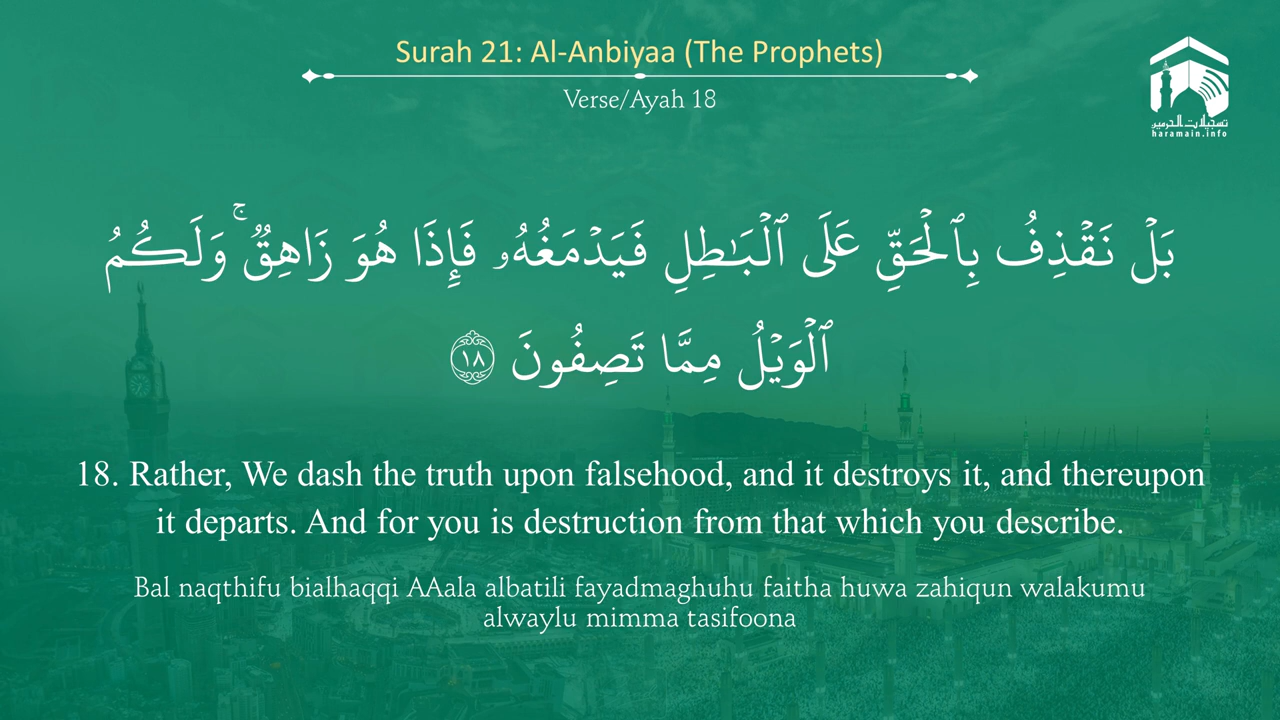 Surah 21: Al-Anbiyaa (The Prophets)
Verse/Ayah 18
تسجيلات الحرمين
haramain.info
بَلْ نَقْذِفُ بِٱلْحَقِّ عَلَى ٱلْبَـٰطِلِ فَيَدْمَغُهُۥ فَإِذَا هُوَ زَاهِقٌۭ ۚ وَلَكُمُ
ٱلْوَيْلُ مِمَّا تَصِفُونَ ١٨
18. Rather, We dash the truth upon falsehood, and it destroys it, and thereupon
it departs. And for you is destruction from that which you describe.
Bal naqthifu bialhaqqi AAala albatili fayadmaghuhu faitha huwa zahiqun walakumu
alwaylu mimma tasifoona